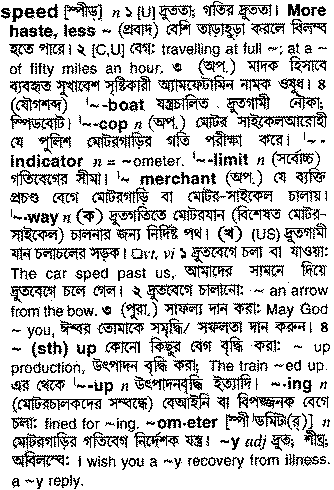 speed [স্পীড্] n ১ [U] দ্রুততা; গতির দ্রুততা। More
haste, less ~ (প্রবাদ) বেশি তাড়াহুড়া করলে বিলম্ব
হতে পারে। ২ [C,U] বেগ: travelling at full ~; at a ~
of fifty miles an hour. ৩ (অপ.) মাদক হিসাবে
ব্যবহৃত সুখাবেশ সৃষ্টিকারী অ্যামফেটামিন নামক ওষুধ। ৪
(যৌগশব্দ) '~-boat যন্ত্রচালিত দ্রুতগামী নৌকা;
স্পিডবোট। '~-cop n (অপ.) মোটর সাইকেলআরোহী
যে পুলিশ মোটরগাড়ির গতি পরীক্ষা করে। '~-
indicator n = ~ometer. '~-limit n (সর্বোচ্চ)
গতিবেগের সীমা। ~ merchant (অপ.) যে ব্যক্তি
প্রচণ্ড বেগে মোটরগাড়ি বা মোটর-সাইকেল চালায়।
'~-way n (ক) দ্রুতগতিতে মোটরযান (বিশেষত মোটর-
সাইকেল) চালনার জন্য নির্দিষ্ট পথ। (খ) (US) দ্রুতগামী
যান চলাচলের সড়ক। □vt, vi ১ দ্রুতবেগে চলা বা যাওয়া:
The car sped past us, আমাদের সামনে দিয়ে
দ্রুতবেগে চলে গেল। ২ দ্রুতবেগে চালানো: ~ an arrow
from the bow. ৩ (পুরা.) সাফল্য দান করা: May God
~ you, ঈশ্বর তোমাকে সমৃদ্ধি/ সফলতা দান করুন। ৪
~ (sth) up কোনো কিছুর বেগ বৃদ্ধি করা: ~ up
production, উৎপাদন বৃদ্ধি করা; The train ~ed up.
এর থেকে '~-up n উৎপাদনবৃদ্ধি ইত্যাদি। ~-ing n
(মোটরচালকদের সম্বন্ধে) বেআইনি বা বিপজ্জনক বেগে
চলা: fined for ~ing. ~om·eter [স্পীডমিটা(র্)] n
মোটরগাড়ির গতিবেগ নির্দেশক যন্ত্র। ~y adj দ্রুত; শীঘ্র;
অবিলম্বে: I wish you a ~y recovery from illness.
a ~y reply.